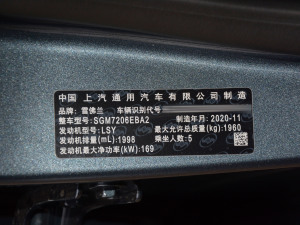 中国 上汽通用汽车有限公司 制造
品牌：雪佛兰 车辆识别代号
整车型号：SGM7206EBA2 制造年月：2020-11
发动机型号：LSY 最大允许总质量(kg)：1960
发动机排量(mL)：1998 乘坐人数：5
发动机最大净功率(kW)：169